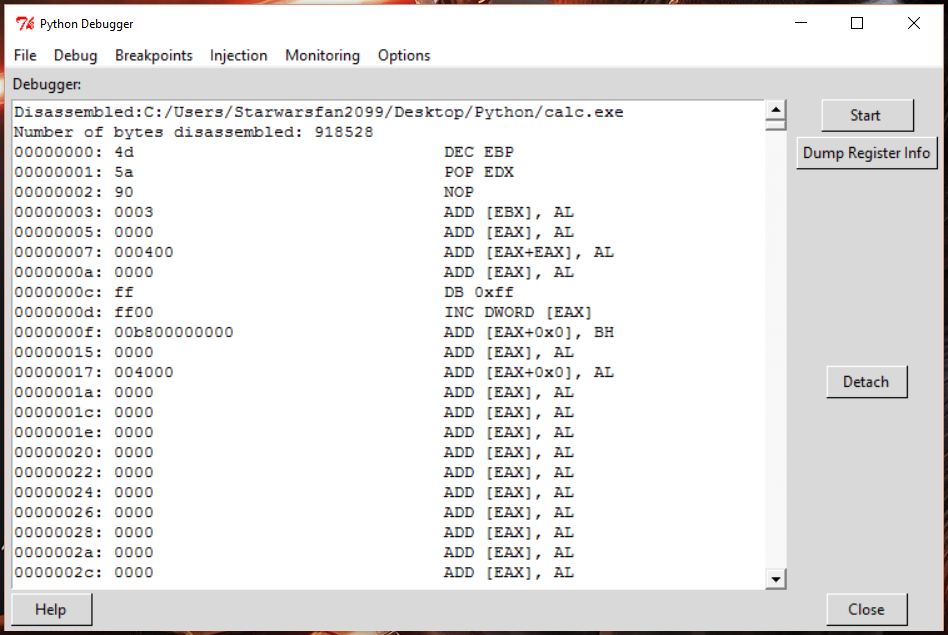 Python Debugger
File Debug Breakpoints Injection Monitoring Options
Debugger:
Disassembled:C:/Users/Starwarsfan2099/Desktop/Python/calc.exe
Number of bytes disassembled: 918528
00000000: 4d DEC EBP
00000001: 5a POP EDX
00000002: 90 NOP
00000003: 0003 ADD [EBX], AL
00000005: 0000 ADD [EAX], AL
00000007: 000400 ADD [EAX+EAX], AL
0000000a: 0000 ADD [EAX], AL
0000000c: ff DB 0xff
0000000d: ff00 INC DWORD [EAX]
0000000f: 00b800000000 ADD [EAX+0x0], BH
00000015: 0000 ADD [EAX], AL
00000017: 004000 ADD [EAX+0x0], AL
0000001a: 0000 ADD [EAX], AL
0000001c: 0000 ADD [EAX], AL
0000001e: 0000 ADD [EAX], AL
00000020: 0000 ADD [EAX], AL
00000022: 0000 ADD [EAX], AL
00000024: 0000 ADD [EAX], AL
00000026: 0000 ADD [EAX], AL
00000028: 0000 ADD [EAX], AL
0000002a: 0000 ADD [EAX], AL
0000002c: 0000 ADD [EAX], AL
Start
Dump Register Info
Detach
Help
Close